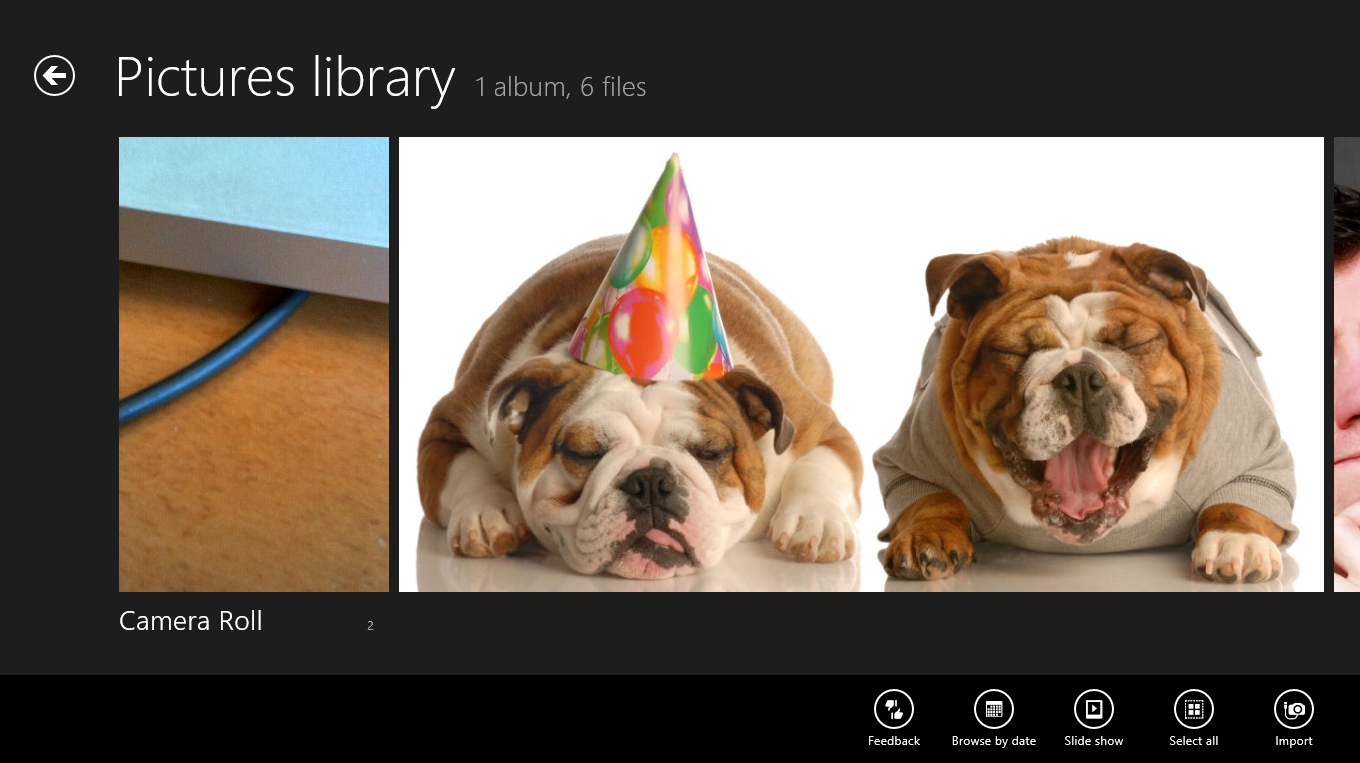 Pictures library 1 album, 6 files
Camera Roll 2
Feedback Browse by date Slide show Select all Import